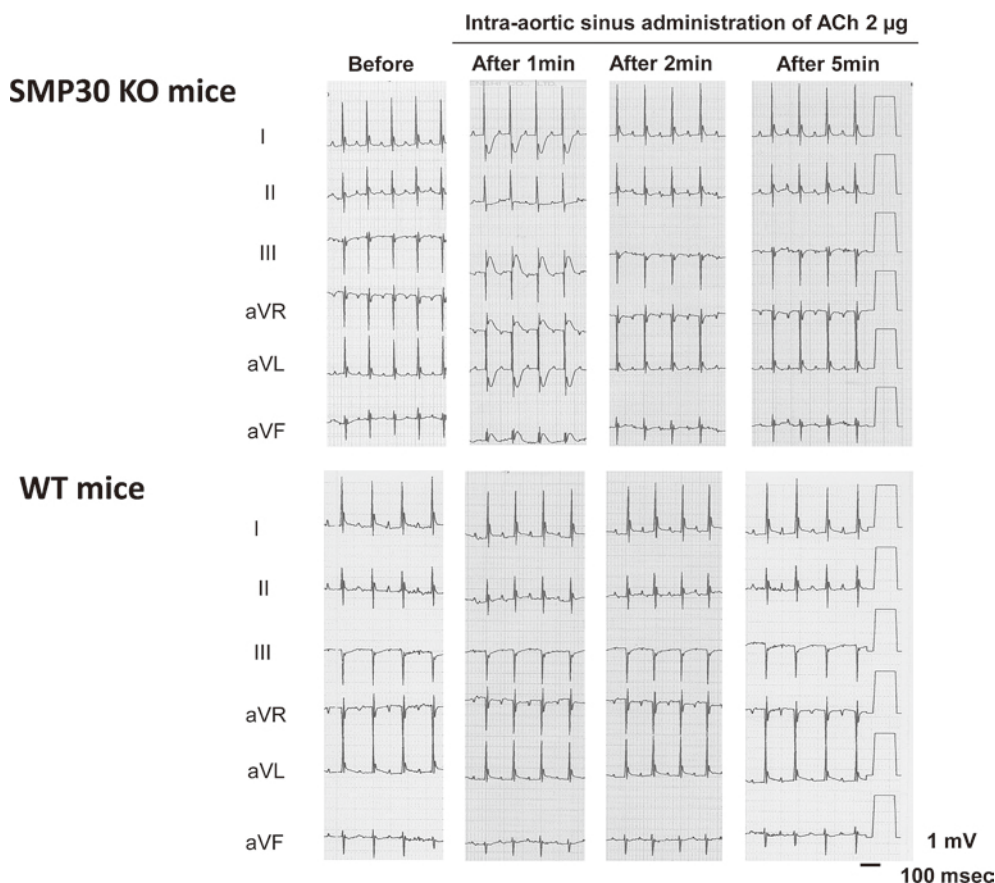 Intra-aortic sinus administration of ACh 2 µg
Before
After 1min
After 2min
After 5min
SMP30 KO mice
I
II
III
aVR
aVL
aVF
WT mice
I
II
III
aVR
aVL
aVF
1 mV
100 msec